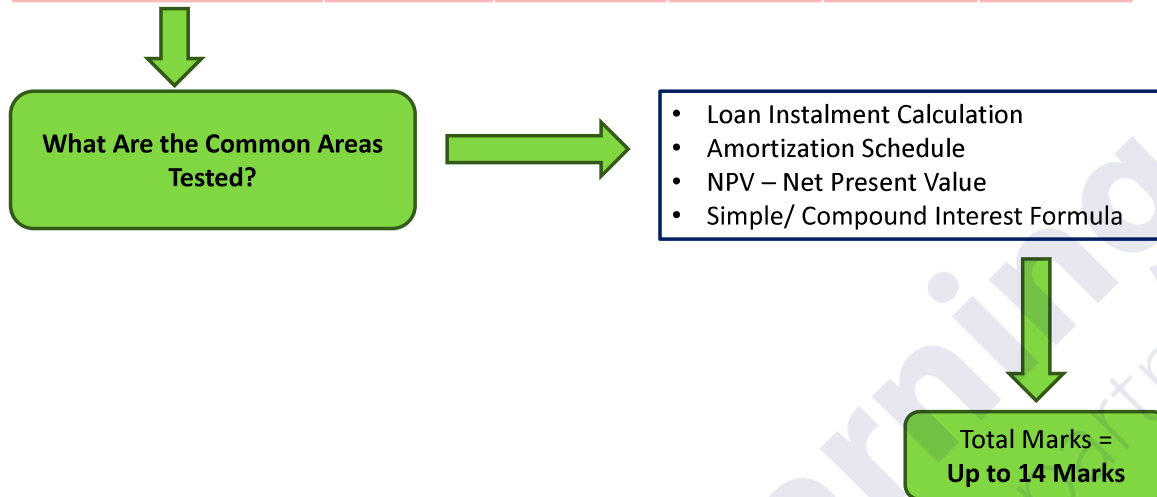 What Are the Common Areas
Tested?
• Loan Instalment Calculation
• Amortization Schedule
• NPV – Net Present Value
• Simple/ Compound Interest Formula
Total Marks =
Up to 14 Marks